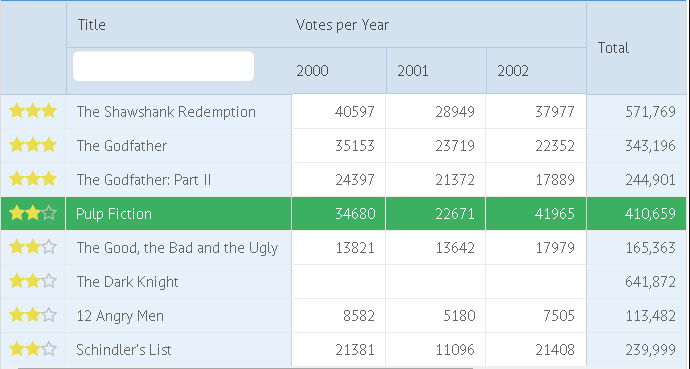 Title Votes per Year Total
2000 2001 2002
The Shawshank Redemption 40597 28949 37977 571,769
The Godfather 35153 23719 22352 343,196
The Godfather: Part II 24397 21372 17889 244,901
Pulp Fiction 34680 22671 41965 410,659
The Good, the Bad and the Ugly 13821 13642 17979 165,363
The Dark Knight 641,872
12 Angry Men 8582 5180 7505 113,482
Schindler's List 21381 11096 21408 239,999